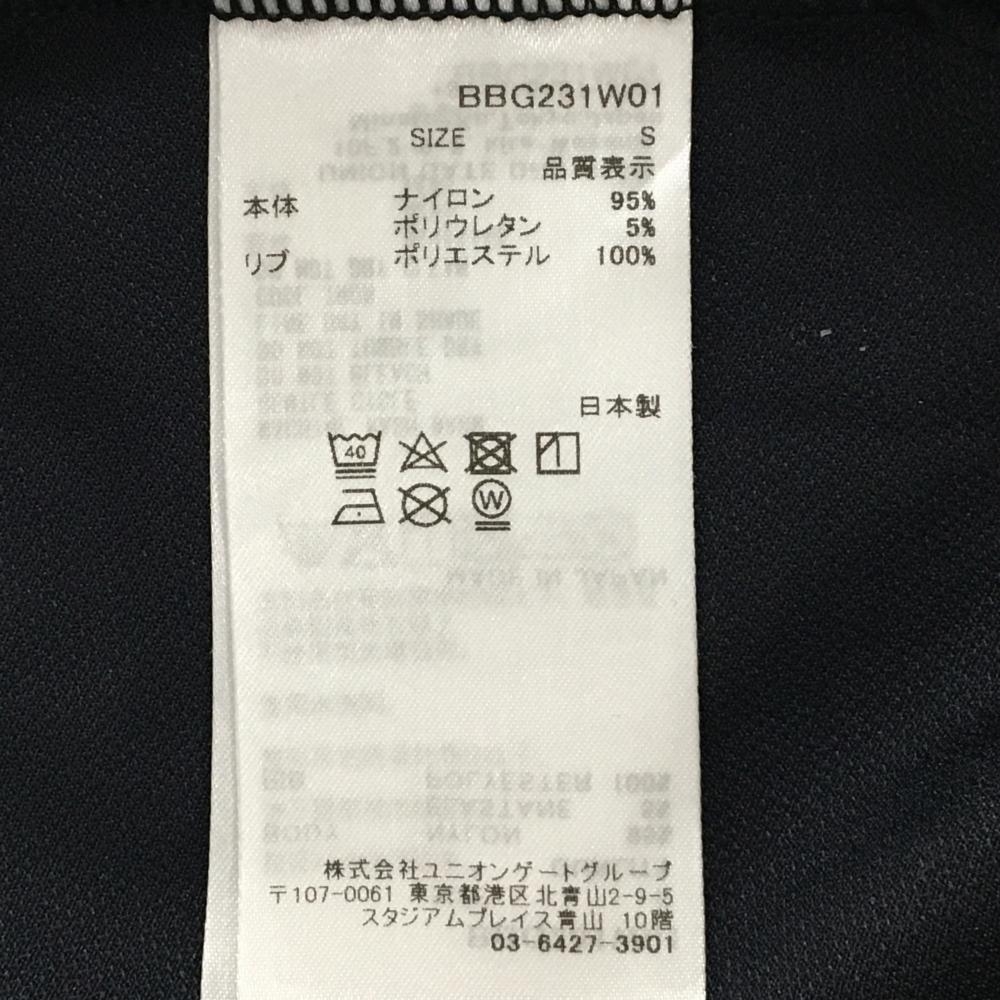 BBG231W01
SIZE S
品質表示
本体 ナイロン 95%
ポリウレタン 5%
リブ ポリエステル 100%
日本製
40
W
株式会社ユニオンゲートグループ
〒107-0061 東京都港区北青山2-9-5
スタジアムプレイス青山 10階
03-6427-3901